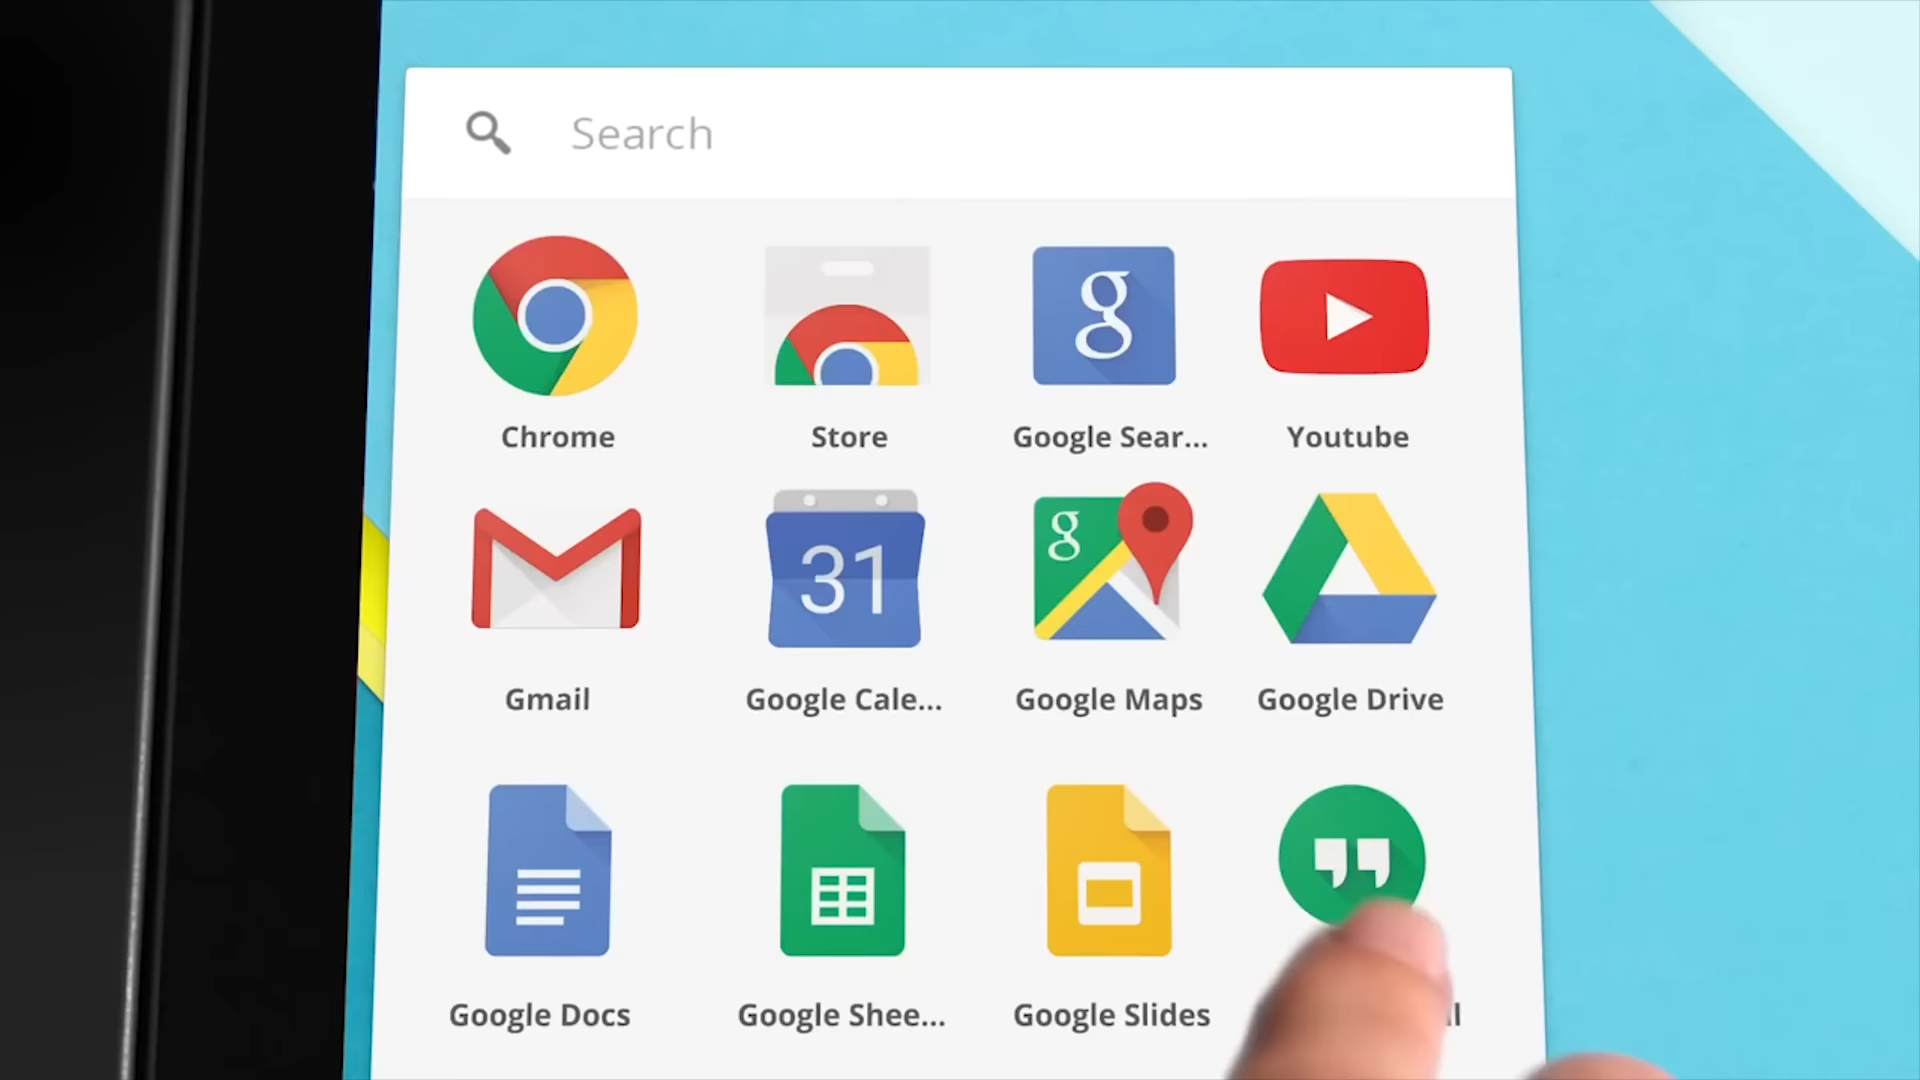 Search
g
Chrome
Store
Google Sear...
Youtube
31
g
Gmail
Google Cale...
Google Maps
Google Drive
Google Docs
Google Shee...
Google Slides